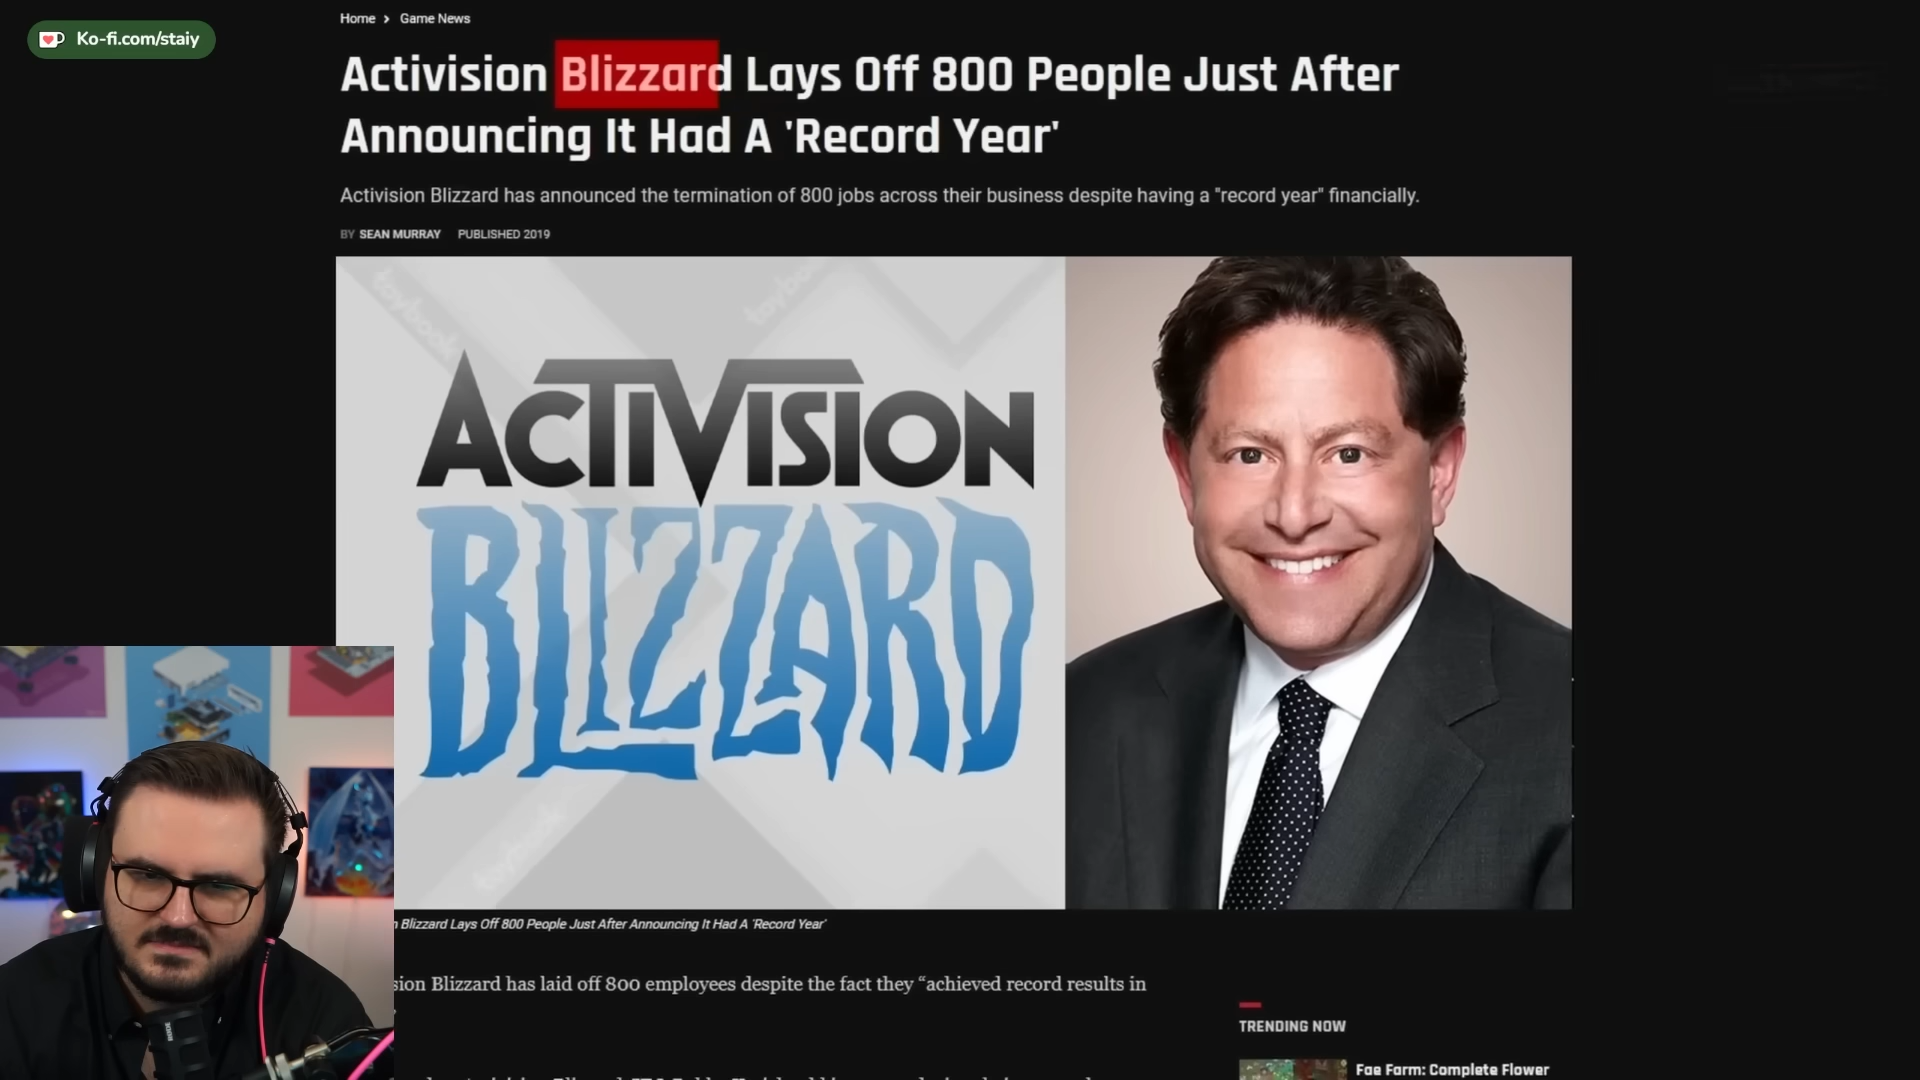 Ko-fi.com/staiy
Home > Game News
Activision Blizzard Lays Off 800 People Just After
Announcing It Had A 'Record Year'
Activision Blizzard has announced the termination of 800 jobs across their business despite having a "record year" financially.
BY SEAN MURRAY PUBLISHED 2019
toybook
toybook
ACTIVISION
BLIZZARD
toybook
n Blizzard Lays Off 800 People Just After Announcing It Had A 'Record Year'
sion Blizzard has laid off 800 employees despite the fact they “achieved record results in
TRENDING NOW
Fae Farm: Complete Flower